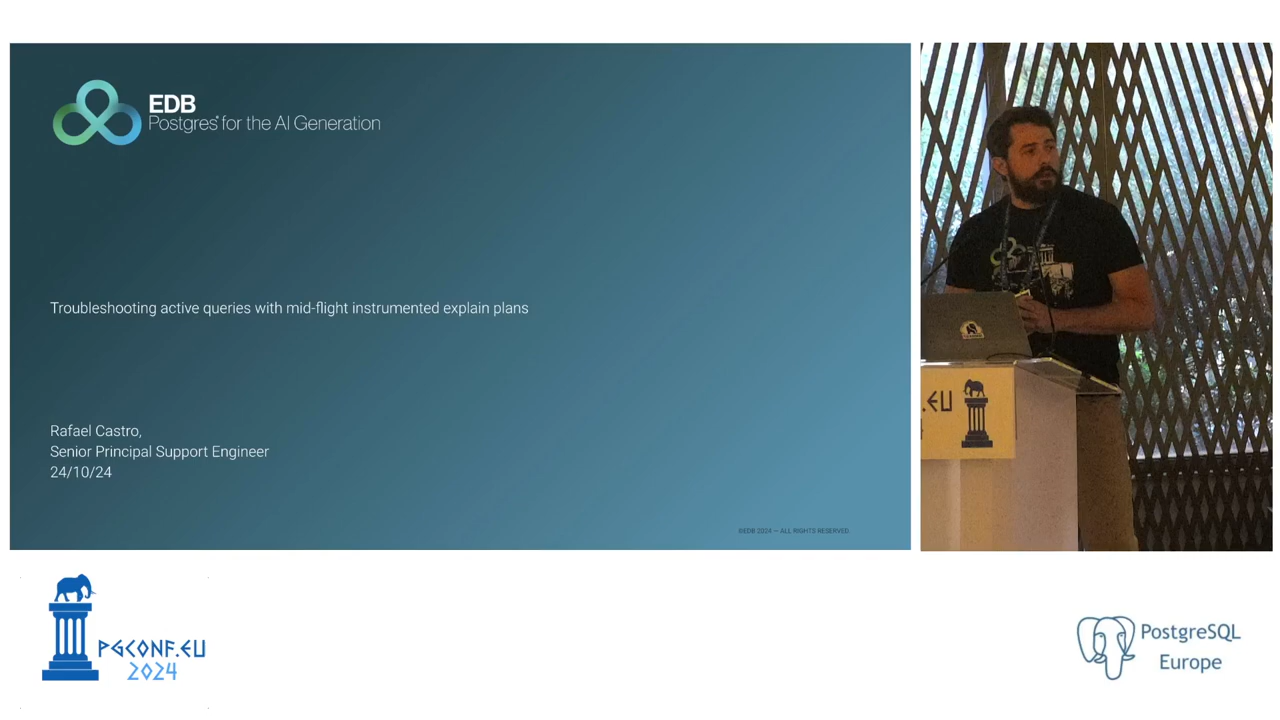 EDB
Postgres® for the AI Generation
Troubleshooting active queries with mid-flight instrumented explain plans
Rafael Castro,
Senior Principal Support Engineer
24/10/24
©EDB 2024 — ALL RIGHTS RESERVED.
.EU
PGCONF.EU
2024
PostgreSQL
Europe